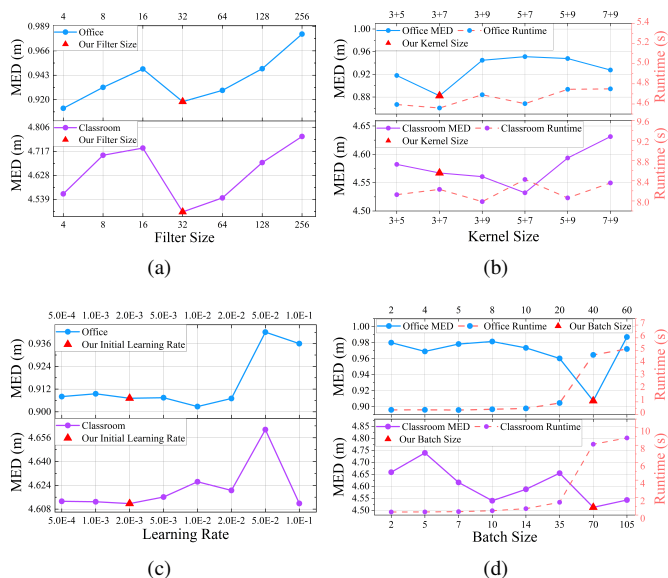 4 8 16 32 64 128 256
0.989
0.966
0.943
0.920
MED (m)
Office
Our Filter Size
4.806
4.717
4.628
4.539
MED (m)
Classroom
Our Filter Size
4 8 16 32 64 128 256
Filter Size
(a)
3+5 3+7 3+9 5+7 5+9 7+9
1.00
0.96
0.92
0.88
MED (m)
Office MED
Office Runtime
Our Kernel Size
5.4
5.2
5.0
4.8
4.6
4.4
Runtime (s)
4.65
4.60
4.55
4.50
MED (m)
Classroom MED
Classroom Runtime
Our Kernel Size
9.6
9.2
8.8
8.4
8.0
3+5 3+7 3+9 5+7 5+9 7+9
Kernel Size
(b)
5.0E-4 1.0E-3 2.0E-3 5.0E-3 1.0E-2 2.0E-2 5.0E-2 1.0E-1
0.936
0.912
0.900
MED (m)
Office
Our Initial Learning Rate
4.656
4.640
4.624
4.608
MED (m)
Classroom
Our Initial Learning Rate
5.0E-4 1.0E-3 2.0E-3 5.0E-3 1.0E-2 2.0E-2 5.0E-2 1.0E-1
Learning Rate
(c)
2 4 5 8 10 20 40 60
1.00
0.98
0.96
0.94
0.92
0.90
MED (m)
Office MED
Office Runtime
Our Batch Size
7
6
5
4
3
2
1
0
Runtime (s)
4.85
4.80
4.75
4.70
4.65
4.60
4.55
4.50
MED (m)
Classroom MED
Classroom Runtime
Our Batch Size
10
8
6
4
2
0
2 5 7 10 14 35 70 105
Batch Size
(d)